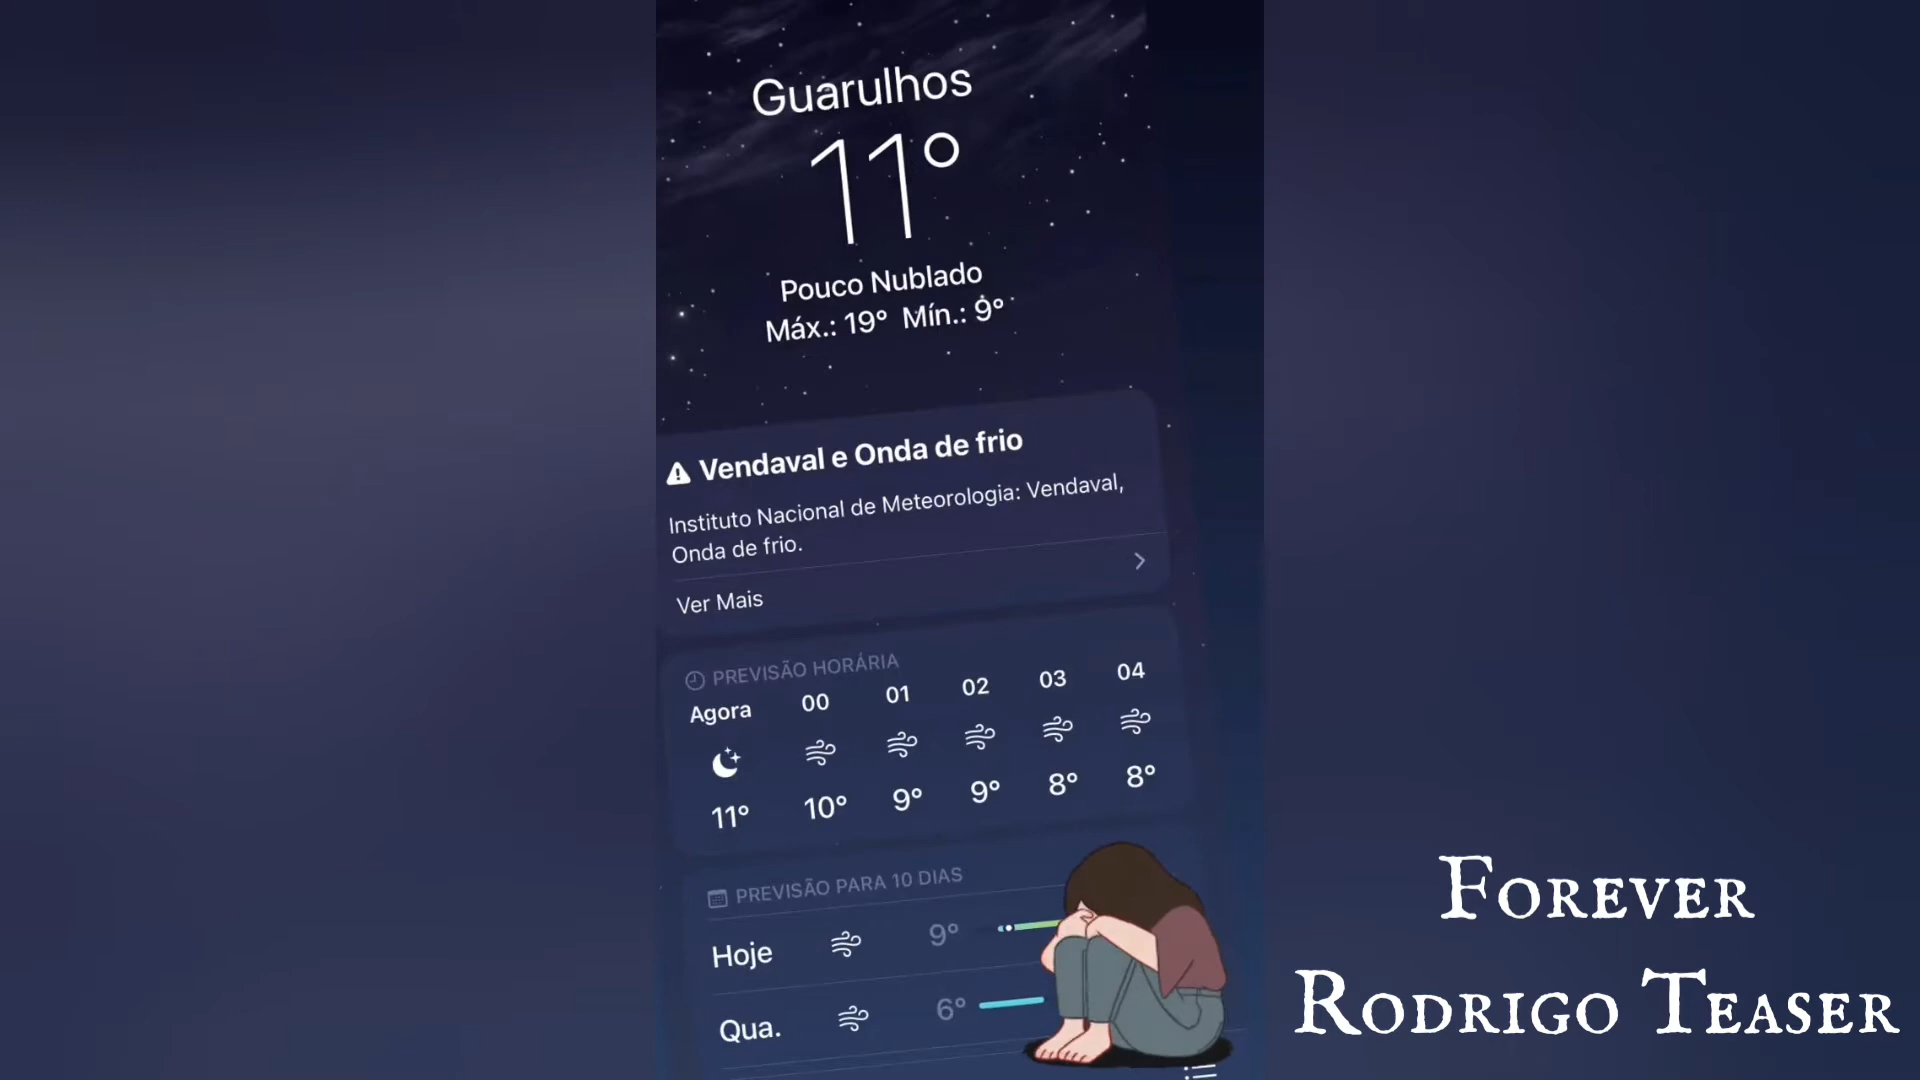 Guarulhos
11°
Pouco Nublado
Máx.: 19° Mín.: 9°
Vendaval e Onda de frio
Instituto Nacional de Meteorologia: Vendaval,
Onda de frio.
Ver Mais
PREVISÃO HORÁRIA
Agora 00 01 02 03 04
11° 10° 9° 9° 8° 8°
PREVISÃO PARA 10 DIAS
Hoje 9°
Qua. 6°
Forever
Rodrigo Teaser